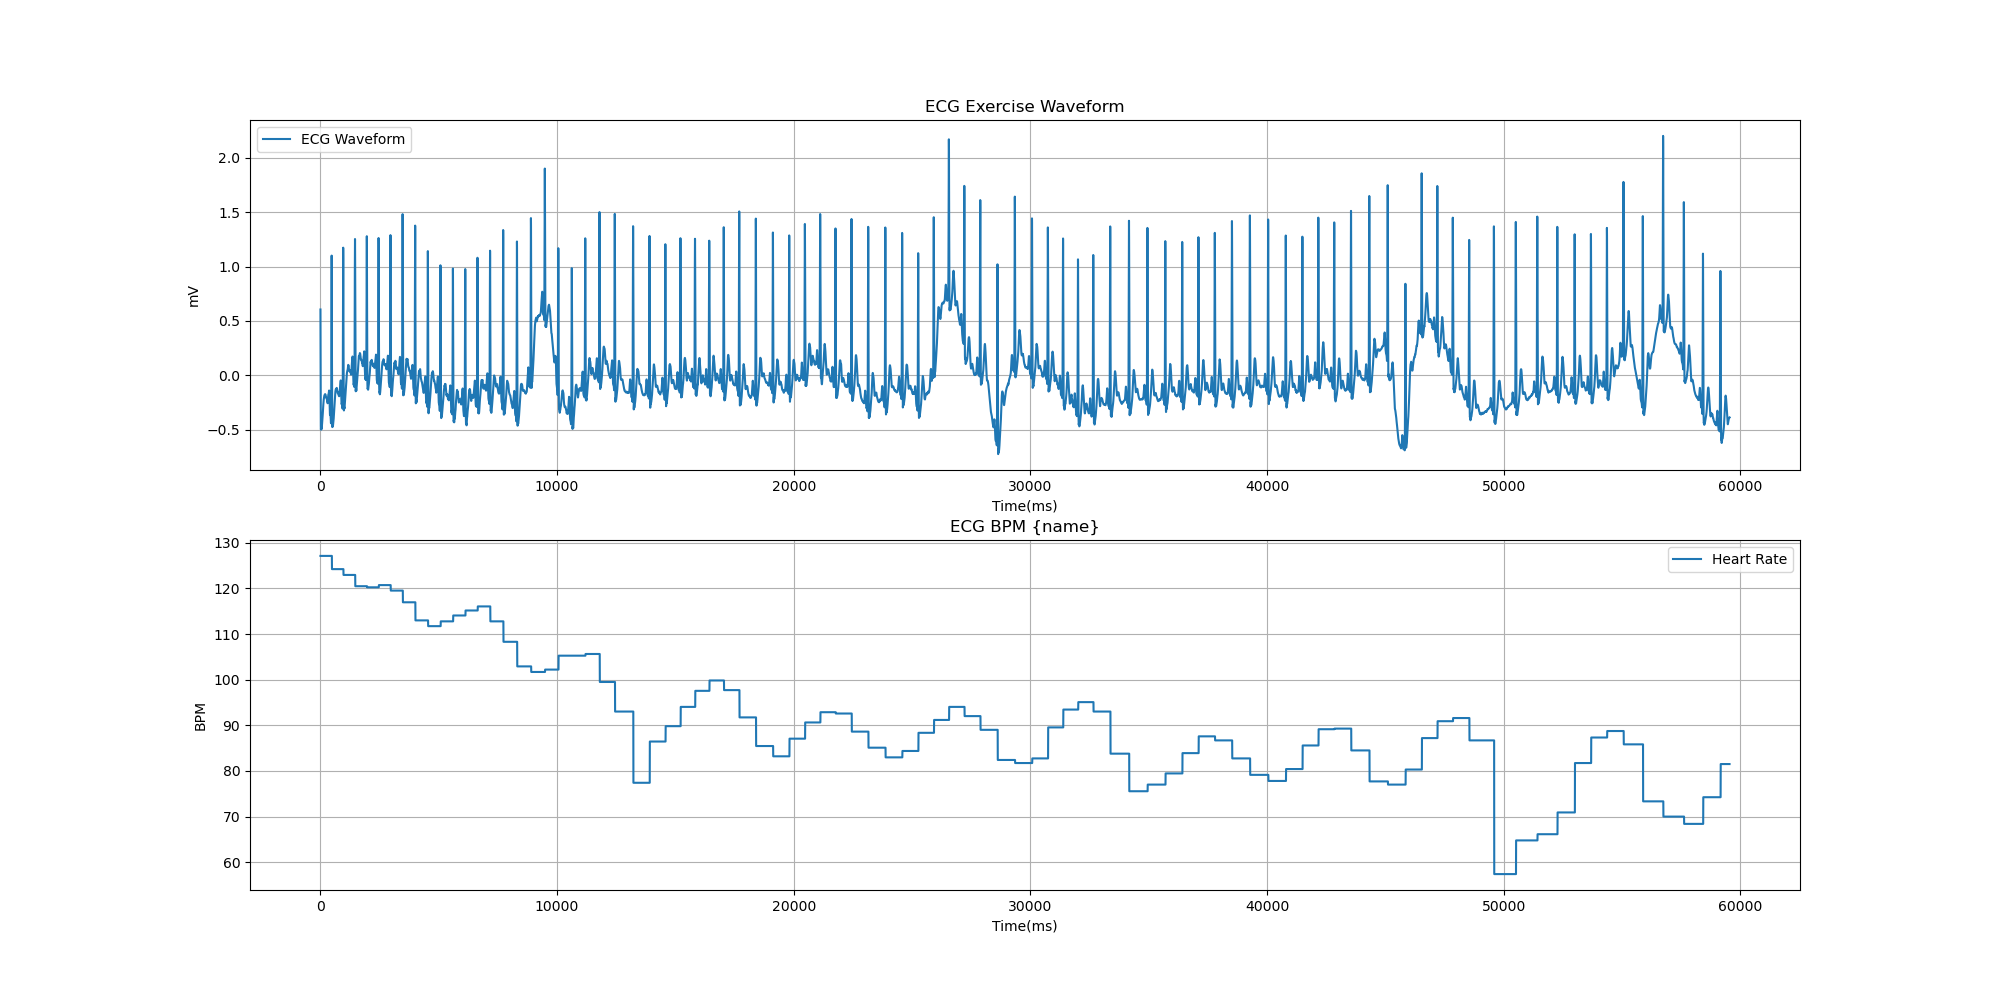 ECG Exercise Waveform
ECG Waveform
2.0
1.5
1.0
0.5
0.0
−0.5
mV
0 10000 20000 30000 40000 50000 60000
Time(ms)
ECG BPM {name}
Heart Rate
130
120
110
100
90
80
70
60
BPM
0 10000 20000 30000 40000 50000 60000
Time(ms)